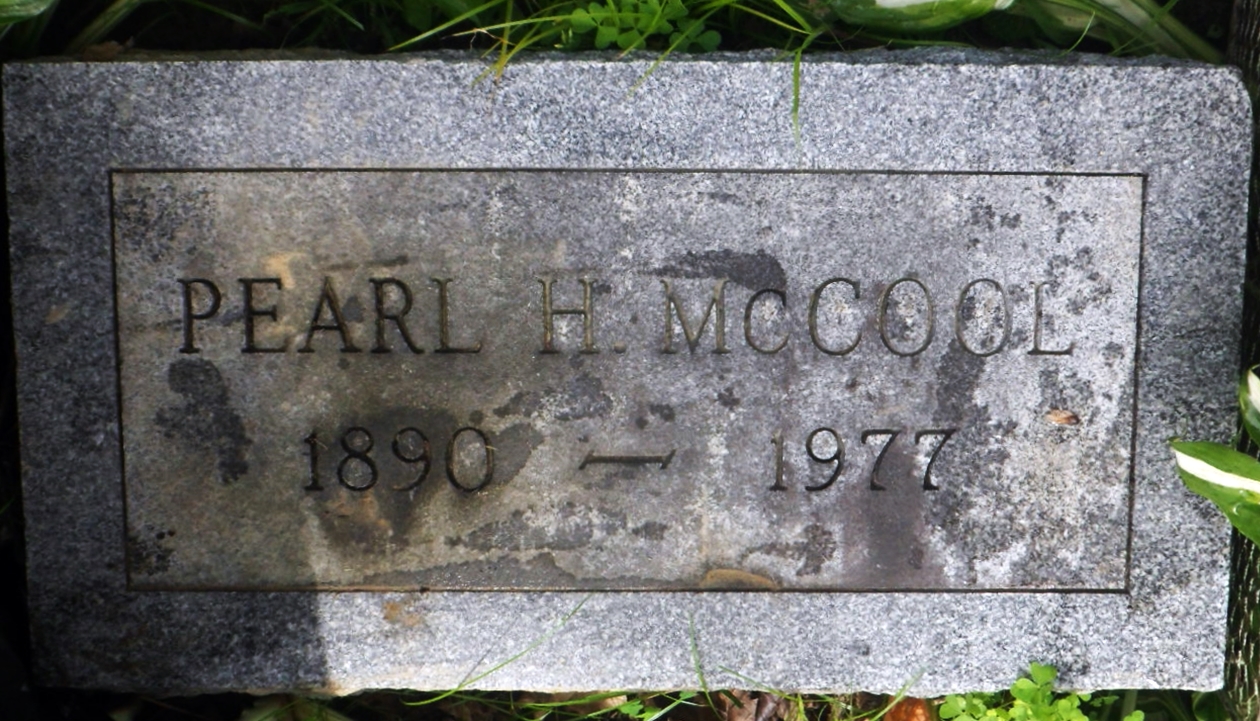 PEARL H. McCOOL
1890 — 1977